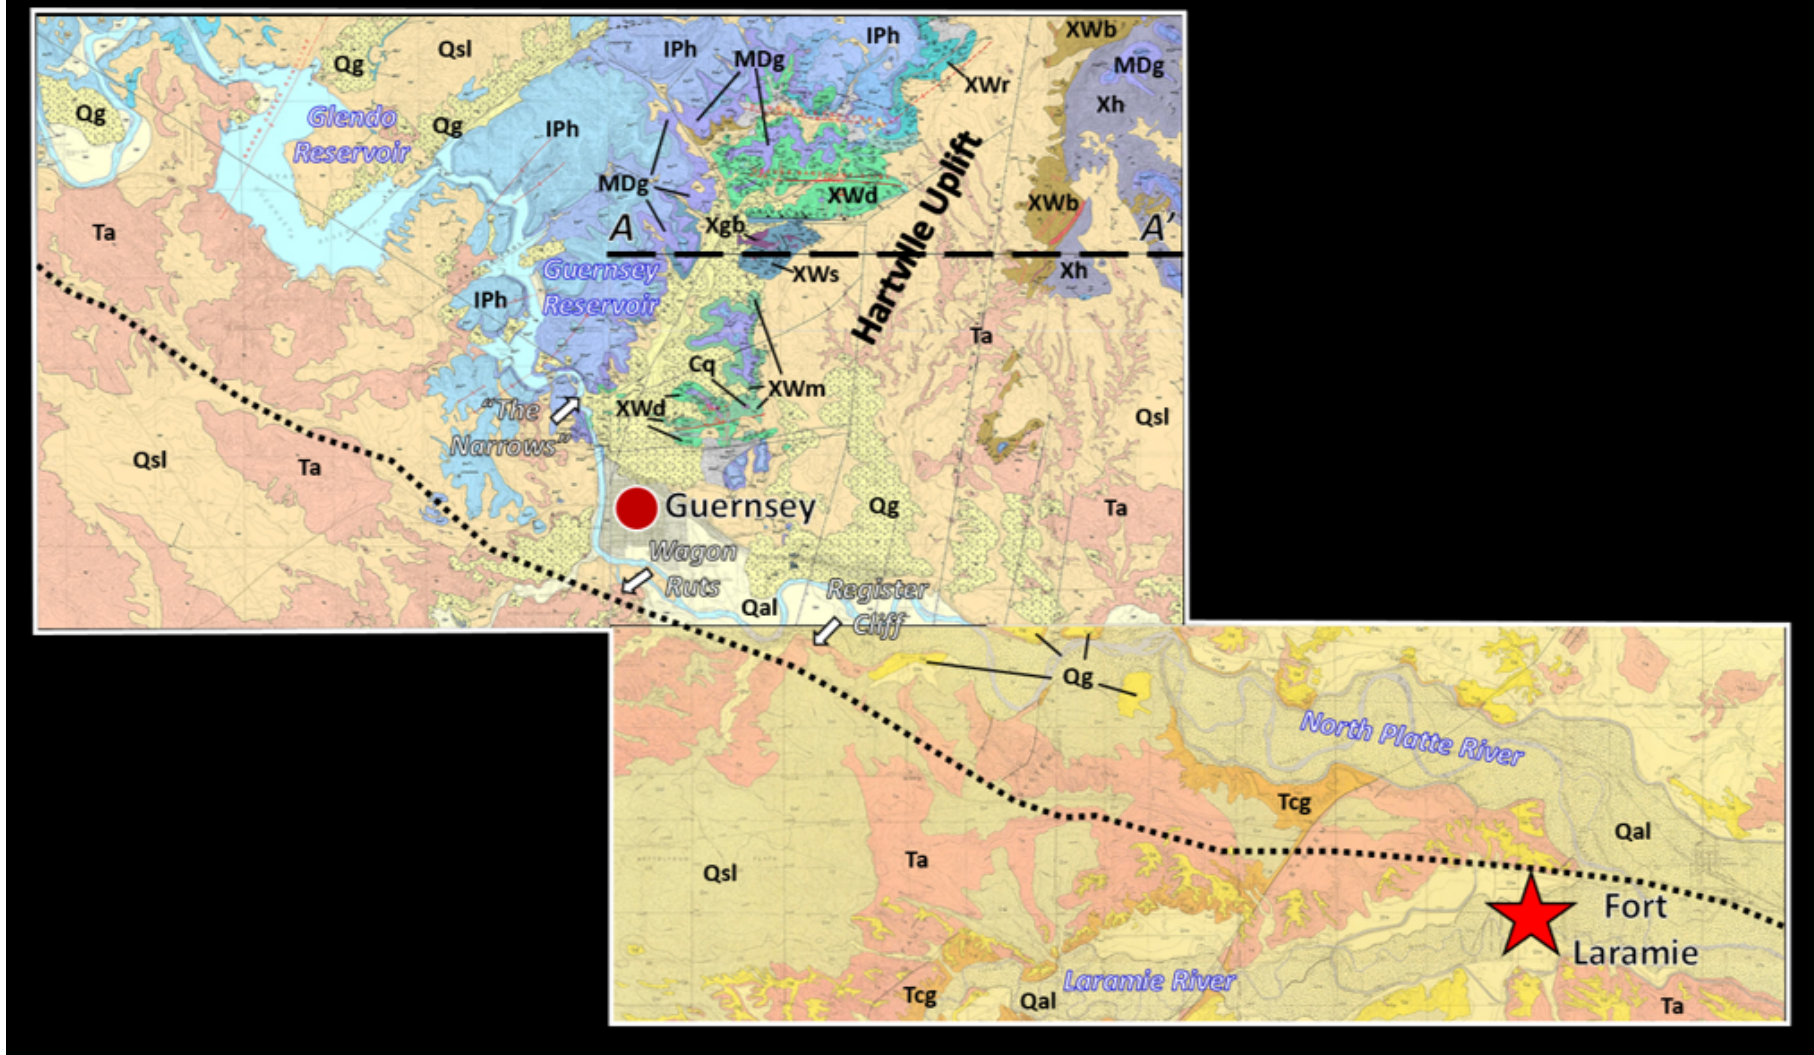 Qg
Qsl
IPh
MDg
IPh
XWb
MDg
XWr
Xh
Qg
Glendo
Reservoir
Qg
IPh
MDg
XWd
XWb
Ta
A
Xgb
Hartville Uplift
A’
Guernsey
Reservoir
XWs
Xh
IPh
Ta
Cq
XWm
"The
Narrows"
XWd
Qsl
Qsl
Ta
Guernsey
Qg
Ta
Wagon
Ruts
Register
Cliff
Qal
Qg
North Platte River
Tcg
Qal
Qsl
Ta
Fort
Laramie
Laramie River
Tcg
Qal
Ta